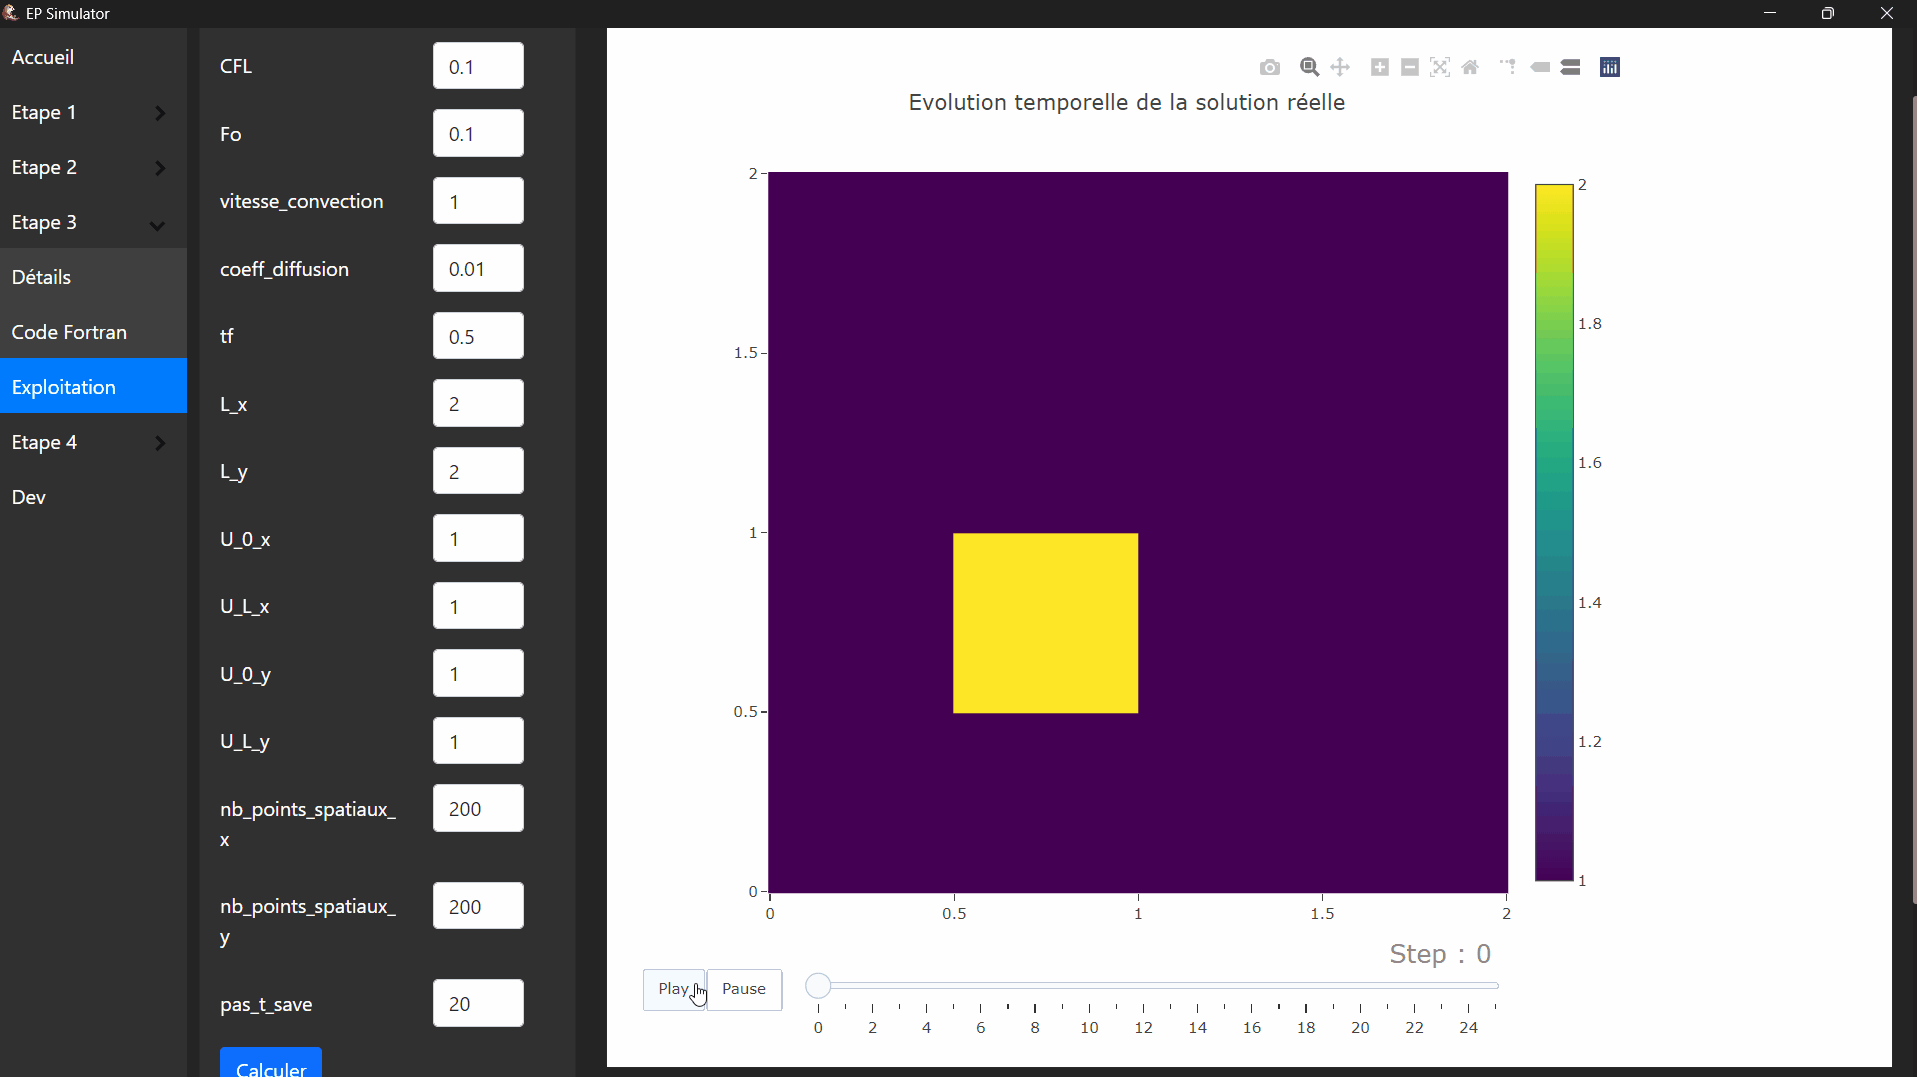 EP Simulator
Accueil
Etape 1
Etape 2
Etape 3
Détails
Code Fortran
Exploitation
Etape 4
Dev
CFL 0.1
Fo 0.1
vitesse_convection 1
coeff_diffusion 0.01
tf 0.5
L_x 2
L_y 2
U_0_x 1
U_L_x 1
U_0_y 1
U_L_y 1
nb_points_spatiaux_ 200
x
nb_points_spatiaux_ 200
y
pas_t_save 20
Calculer
Evolution temporelle de la solution réelle
2
1.5
1
0.5
0
0 0.5 1 1.5 2
2
1.8
1.6
1.4
1.2
1
Step : 0
Play Pause
0 2 4 6 8 10 12 14 16 18 20 22 24